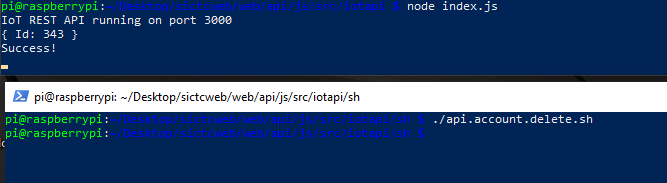 pi@raspberrypi:~/Desktop/sictcweb/web/api/js/src/iotapi $ node index.js
IoT REST API running on port 3000
{ Id: 343 }
Success!
pi@raspberrypi: ~/Desktop/sictcweb/web/api/js/src/iotapi/sh
pi@raspberrypi:~/Desktop/sictcweb/web/api/js/src/iotapi/sh $ ./api.account.delete.sh
pi@raspberrypi:~/Desktop/sictcweb/web/api/js/src/iotapi/sh $